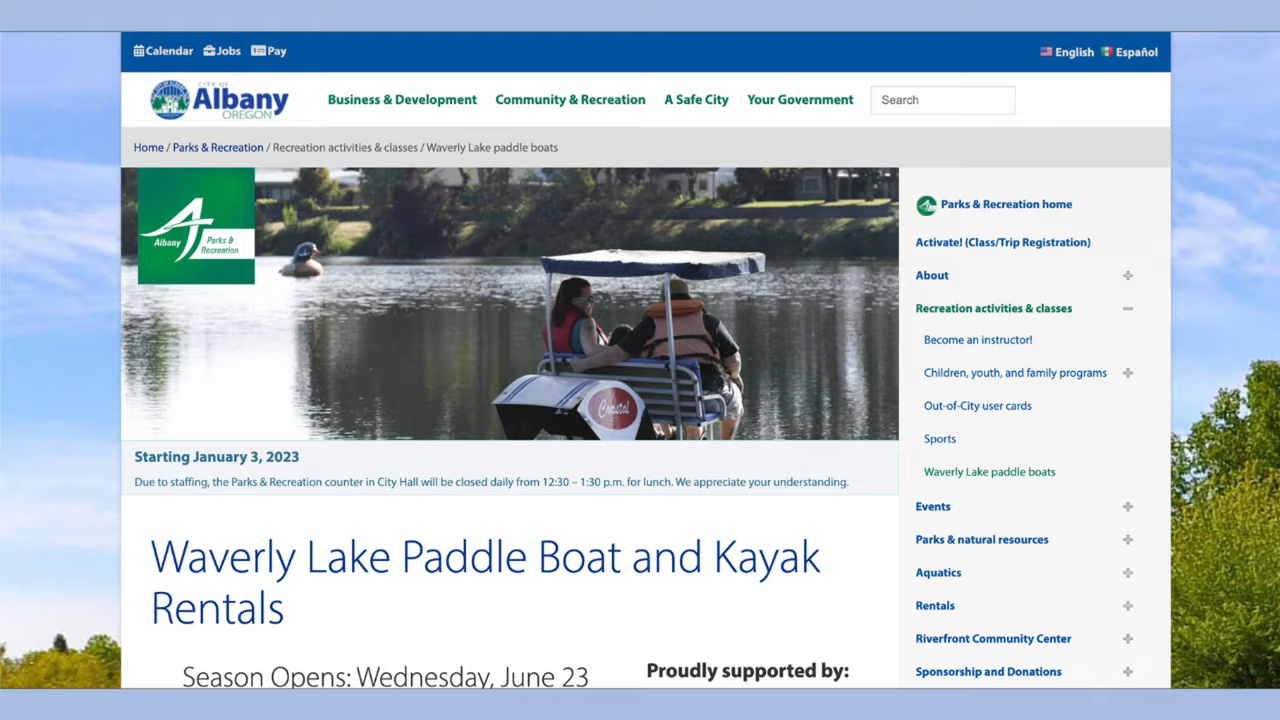 Calendar Jobs Pay
English Español
CITY OF
Albany
OREGON
Business & Development Community & Recreation A Safe City Your Government Search
Home / Parks & Recreation / Recreation activities & classes / Waverly Lake paddle boats
Albany Parks &
Recreation
Coastal
Starting January 3, 2023
Due to staffing, the Parks & Recreation counter in City Hall will be closed daily from 12:30 – 1:30 p.m. for lunch. We appreciate your understanding.
Waverly Lake Paddle Boat and Kayak
Rentals
Season Opens: Wednesday, June 23
Proudly supported by:
Parks & Recreation home
Activate! (Class/Trip Registration)
About
Recreation activities & classes
Become an instructor!
Children, youth, and family programs
Out-of-City user cards
Sports
Waverly Lake paddle boats
Events
Parks & natural resources
Aquatics
Rentals
Riverfront Community Center
Sponsorship and Donations